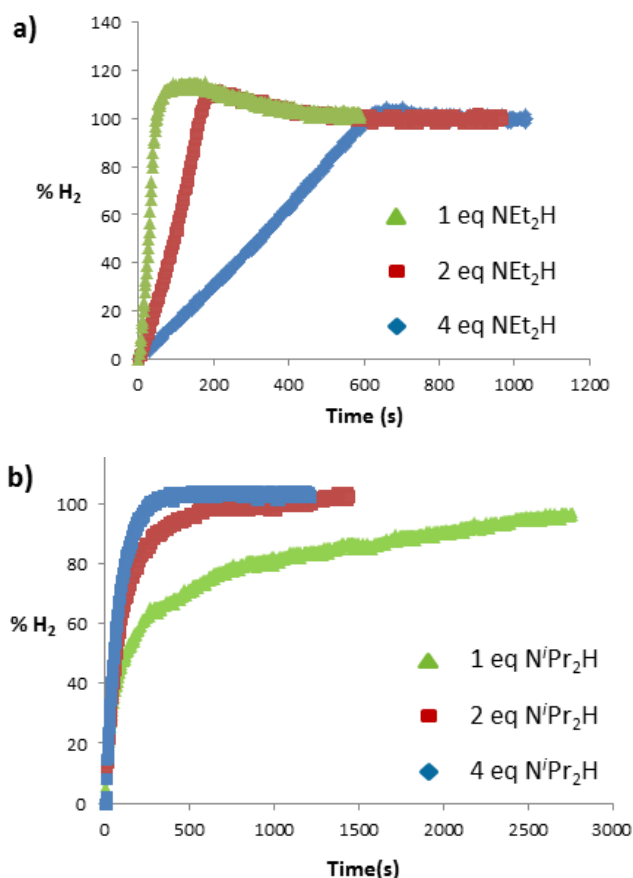 a)
140
120
100
80
60
40
20
0
% H₂
1 eq NEt₂H
2 eq NEt₂H
4 eq NEt₂H
0 200 400 600 800 1000 1200
Time (s)
b)
100
80
60
40
20
0
% H₂
1 eq NⁱPr₂H
2 eq NⁱPr₂H
4 eq NⁱPr₂H
0 500 1000 1500 2000 2500 3000
Time(s)